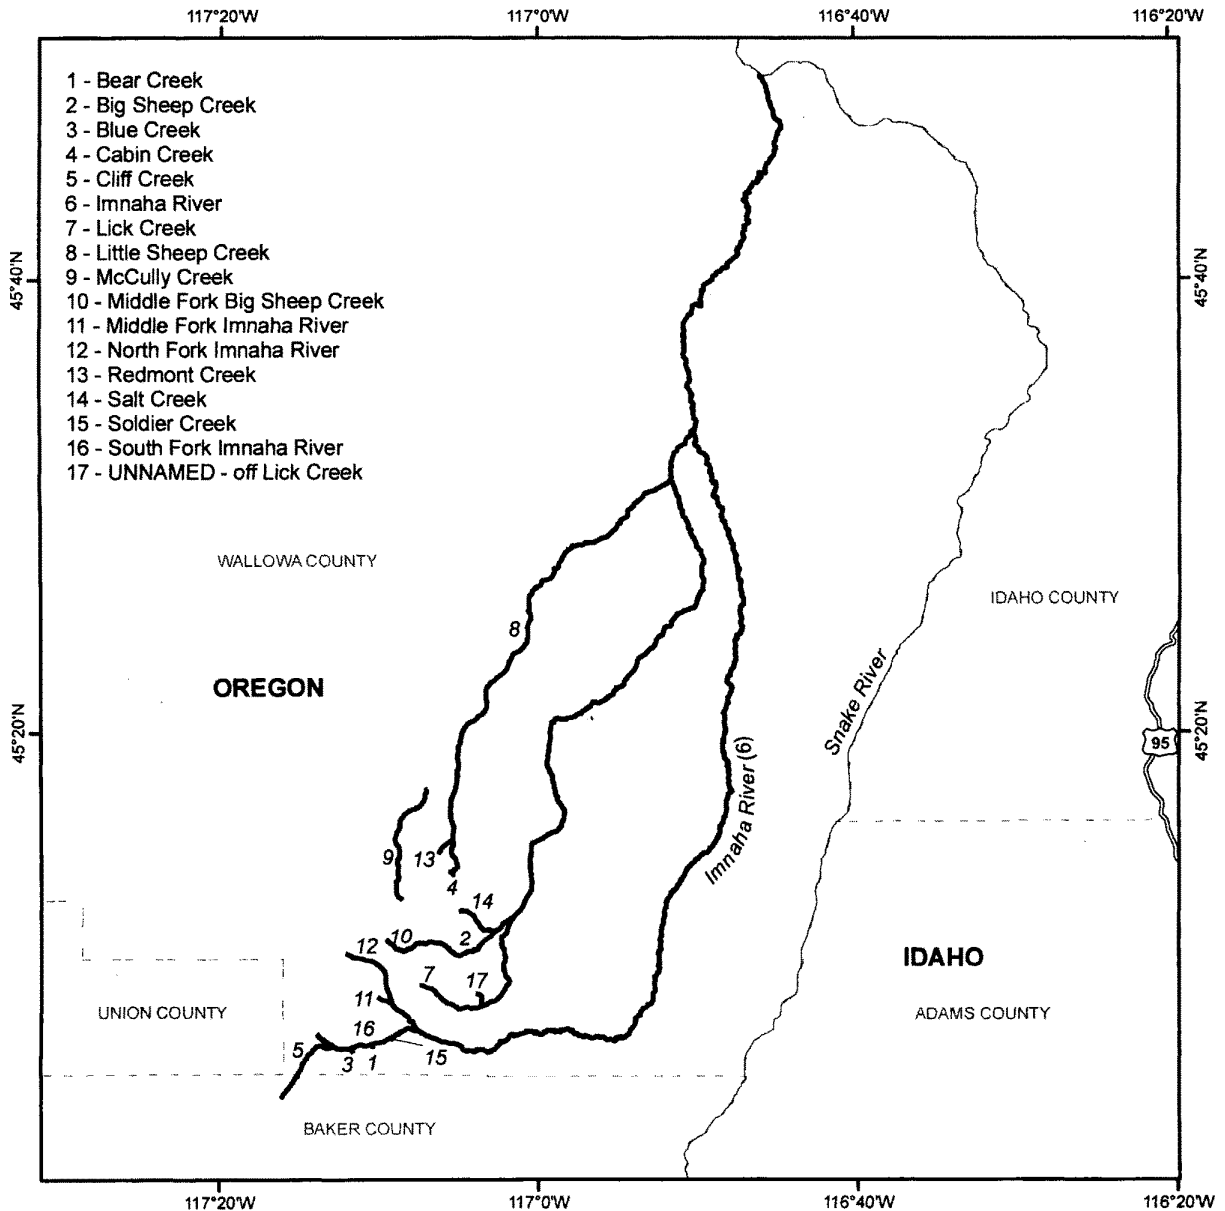 117°20'W 117°0'W 116°40'W 116°20'W
1 - Bear Creek
2 - Big Sheep Creek
3 - Blue Creek
4 - Cabin Creek
5 - Cliff Creek
6 - Imnaha River
7 - Lick Creek
8 - Little Sheep Creek
9 - McCully Creek
10 - Middle Fork Big Sheep Creek
11 - Middle Fork Imnaha River
12 - North Fork Imnaha River
13 - Redmont Creek
14 - Salt Creek
15 - Soldier Creek
16 - South Fork Imnaha River
17 - UNNAMED - off Lick Creek
45°40'N
45°40'N
WALLOWA COUNTY
IDAHO COUNTY
8
OREGON
Snake River
45°20'N
45°20'N
95
Imnaha River (6)
9
13
4
14
2
10
12
7
17
IDAHO
11
UNION COUNTY
ADAMS COUNTY
16
5
3
1
15
BAKER COUNTY
117°20'W 117°0'W 116°40'W 116°20'W